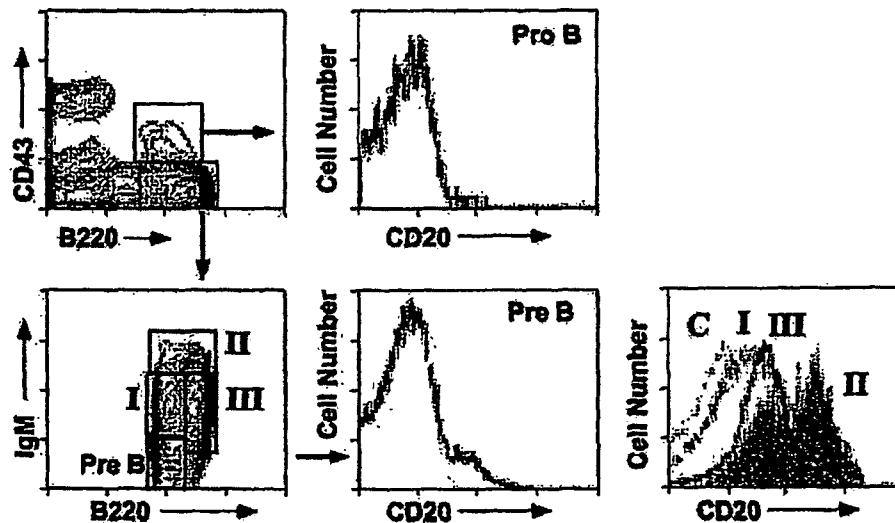 CD43
B220
Cell Number
Pro B
CD20
IgM
I
II
III
Pre B
B220
Cell Number
Pre B
CD20
Cell Number
C I III
II
CD20